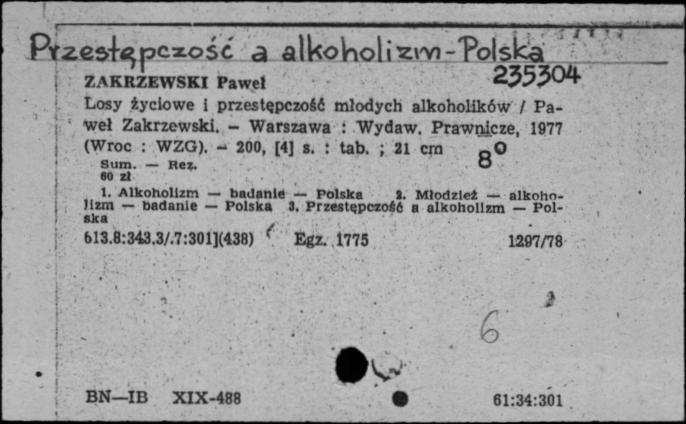 Przestępczość a alkoholizm-Polska
235304
ZAKRZEWSKI Paweł
Losy życiowe i przestępczość młodych alkoholików / Pa-
weł Zakrzewski. — Warszawa : Wydaw. Prawnicze, 1977
(Wroc : WZG). — 200, [4] s. : tab. ; 21 cm
8°
Sum. — Rez.
60 zł
1. Alkoholizm — badanie — Polska 2. Młodzież — alkoho-
lizm — badanie — Polska 3. Przestępczość a alkoholizm — Pol-
ska
613.8:343.3/.7:301](438) Egz. 1775 1297/78
6
BN—IB XIX-488 61:34:301